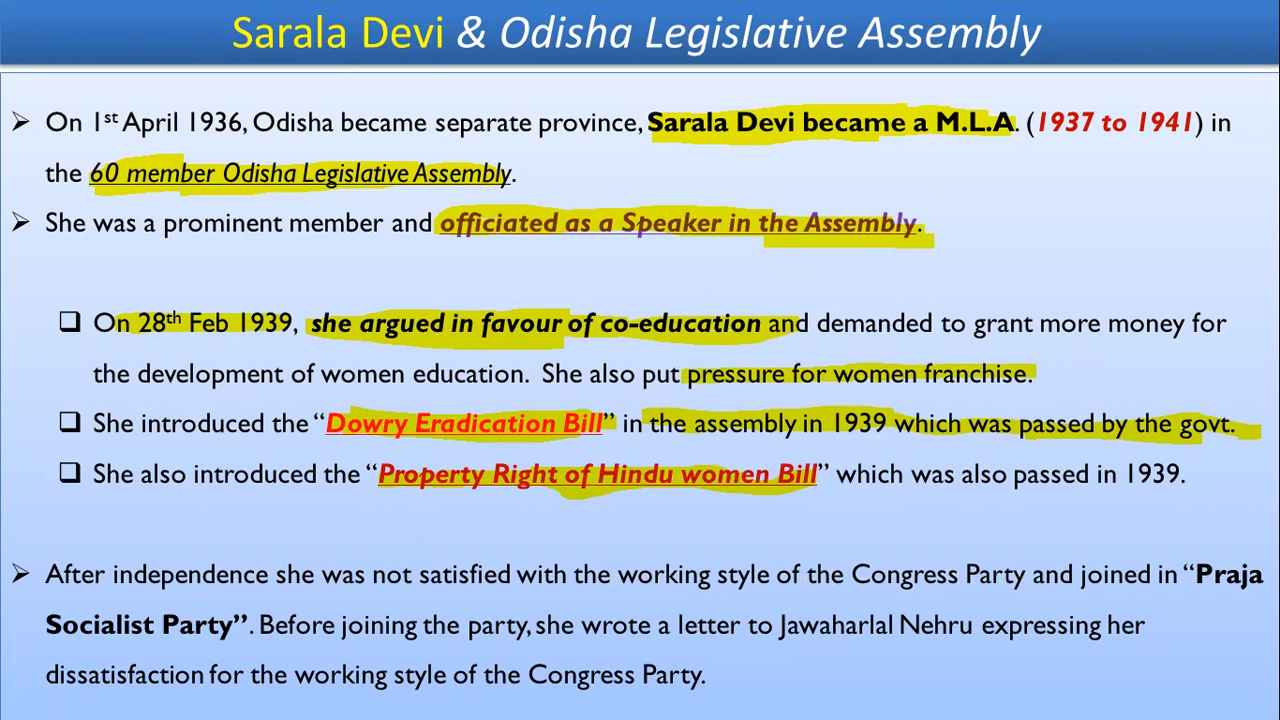 Sarala Devi & Odisha Legislative Assembly
➢ On 1st April 1936, Odisha became separate province, Sarala Devi became a M.L.A. (1937 to 1941) in
the 60 member Odisha Legislative Assembly.
➢ She was a prominent member and officiated as a Speaker in the Assembly.
❑ On 28th Feb 1939, she argued in favour of co-education and demanded to grant more money for
the development of women education. She also put pressure for women franchise.
❑ She introduced the “Dowry Eradication Bill” in the assembly in 1939 which was passed by the govt.
❑ She also introduced the “Property Right of Hindu women Bill” which was also passed in 1939.
➢ After independence she was not satisfied with the working style of the Congress Party and joined in “Praja
Socialist Party”. Before joining the party, she wrote a letter to Jawaharlal Nehru expressing her
dissatisfaction for the working style of the Congress Party.